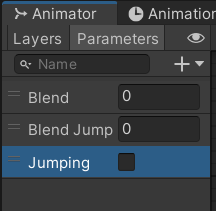 Animator Animation
Layers Parameters
Name
Blend 0
Blend Jump 0
Jumping